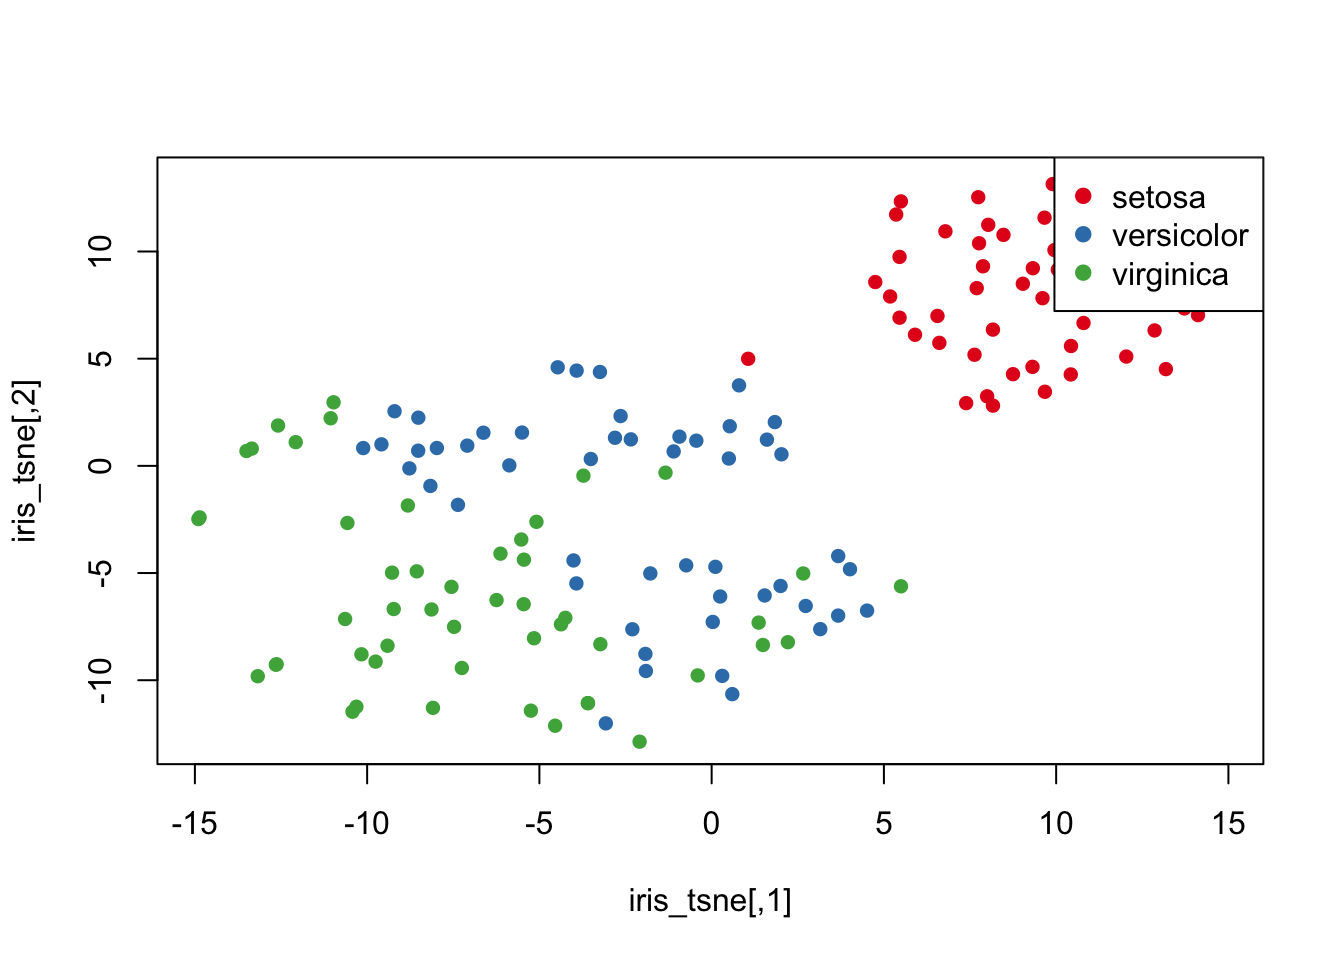 setosa
versicolor
virginica
10
5
0
-5
-10
iris_tsne[,2]
-15 -10 -5 0 5 10 15
iris_tsne[,1]